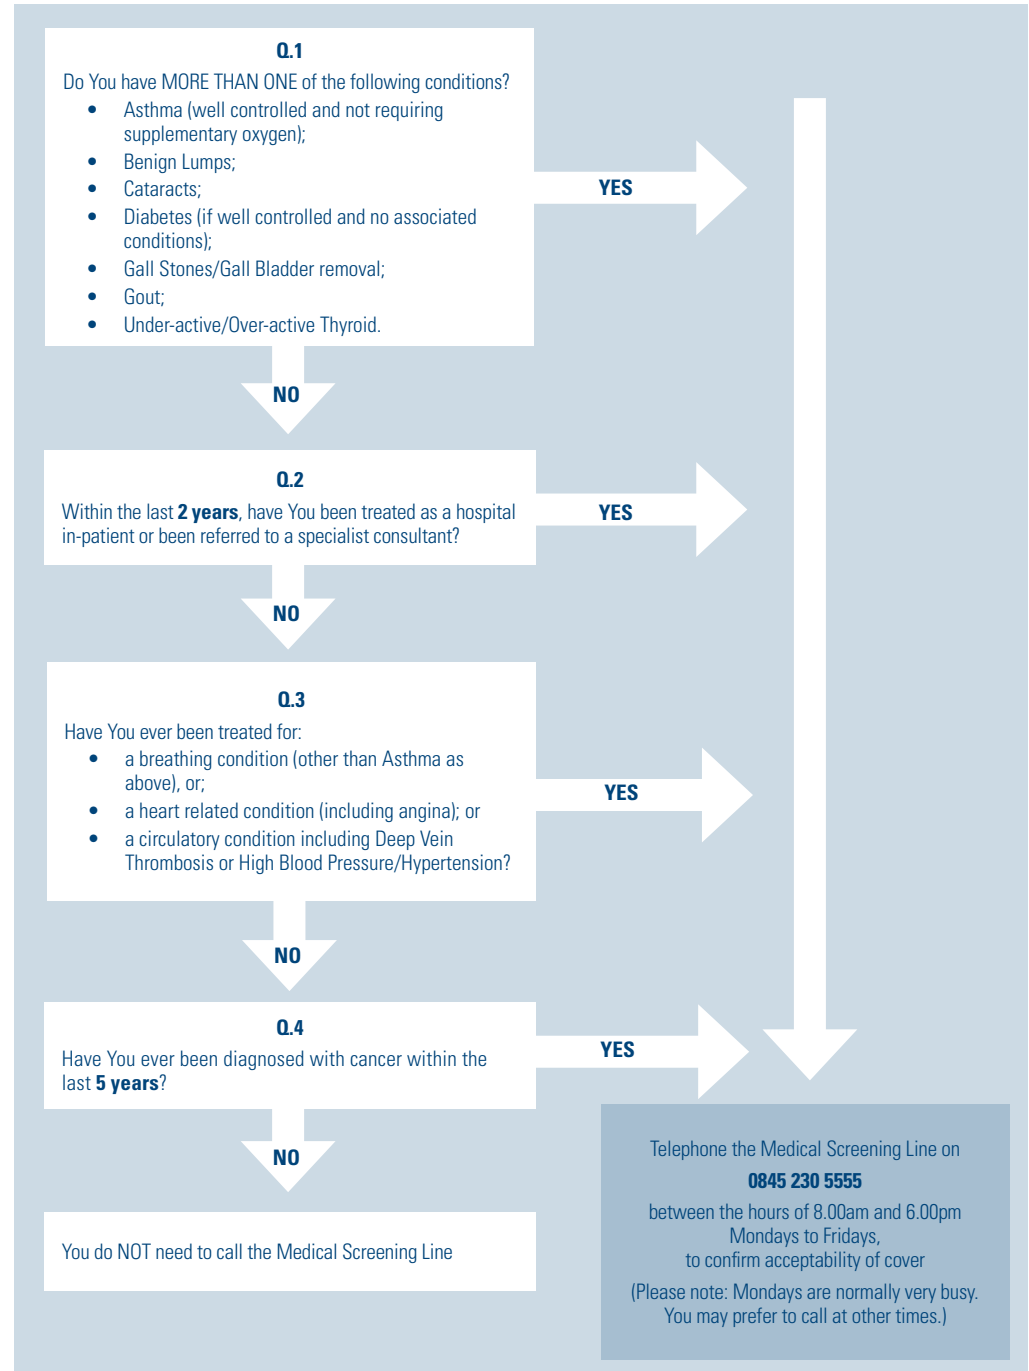 Q.1
Do You have MORE THAN ONE of the following conditions?
• Asthma (well controlled and not requiring
supplementary oxygen);
• Benign Lumps;
• Cataracts;
• Diabetes (if well controlled and no associated
conditions);
• Gall Stones/Gall Bladder removal;
• Gout;
• Under-active/Over-active Thyroid.
YES
NO
Q.2
Within the last 2 years, have You been treated as a hospital
in-patient or been referred to a specialist consultant?
YES
NO
Q.3
Have You ever been treated for:
• a breathing condition (other than Asthma as
above), or;
• a heart related condition (including angina); or
• a circulatory condition including Deep Vein
Thrombosis or High Blood Pressure/Hypertension?
YES
NO
Q.4
Have You ever been diagnosed with cancer within the
last 5 years?
YES
NO
You do NOT need to call the Medical Screening Line
Telephone the Medical Screening Line on
0845 230 5555
between the hours of 8.00am and 6.00pm
Mondays to Fridays,
to confirm acceptability of cover
(Please note: Mondays are normally very busy.
You may prefer to call at other times.)